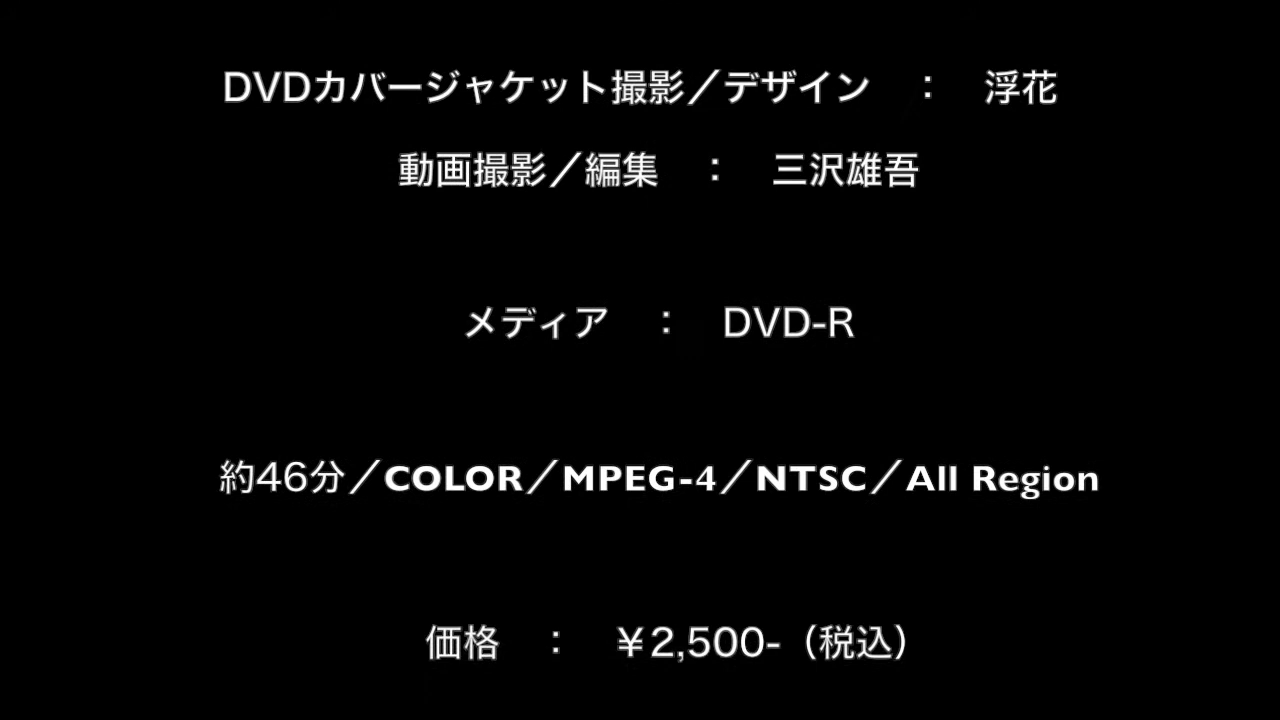 DVDカバージャケット撮影／デザイン　：　浮花
動画撮影／編集　：　三沢雄吾
メディア　：　DVD-R
約46分／COLOR／MPEG-4／NTSC／All Region
価格　：　￥2,500-（税込）